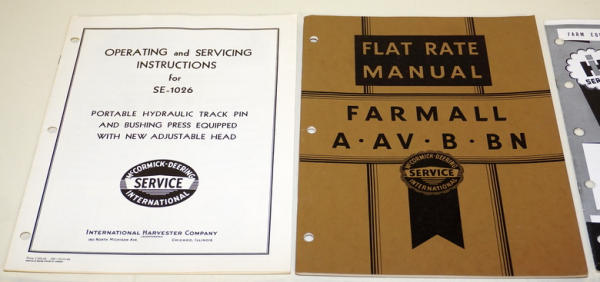 OPERATING and SERVICING
INSTRUCTIONS
for
SE-1026
PORTABLE HYDRAULIC TRACK PIN
AND BUSHING PRESS EQUIPPED
WITH NEW ADJUSTABLE HEAD
McCORMICK-DEERING
SERVICE
INTERNATIONAL
INTERNATIONAL HARVESTER COMPANY
180 NORTH MICHIGAN AVE. CHICAGO, ILLINOIS
FLAT RATE
MANUAL
FARMALL
A·AV·B·BN
McCORMICK-DEERING
SERVICE
INTERNATIONAL
FARM EQ